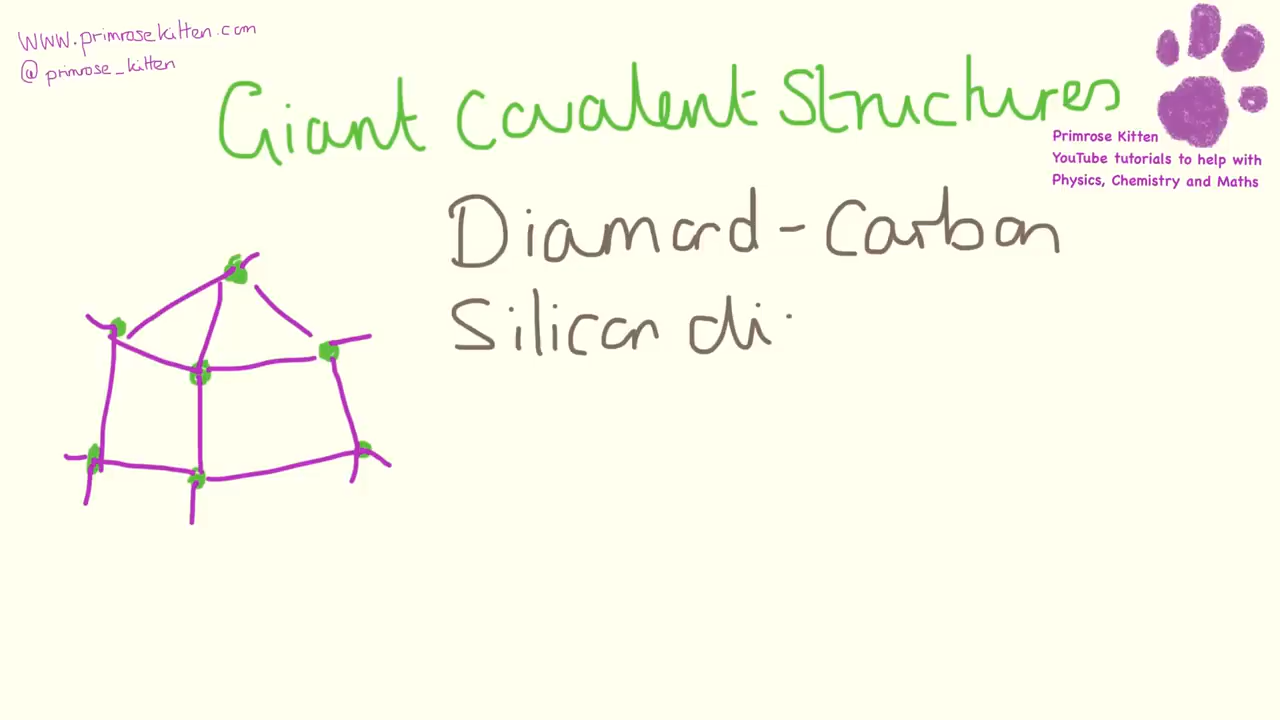 www.primrosekitten.com
@primrose_kitten
Giant Covalent Structures
Primrose Kitten
YouTube tutorials to help with
Physics, Chemistry and Maths
Diamond - Carbon
Silicon di